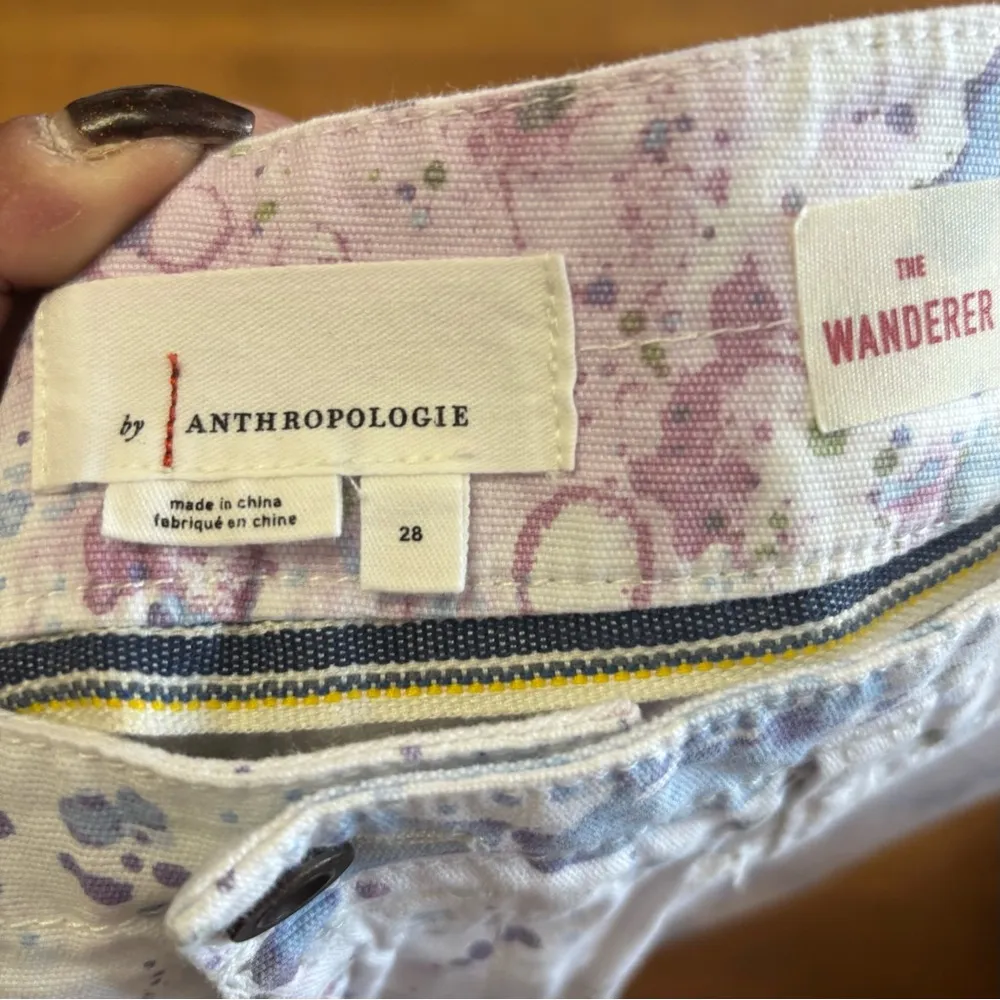 by ANTHROPOLOGIE
made in china
fabriqué en chine
28
THE
WANDERER